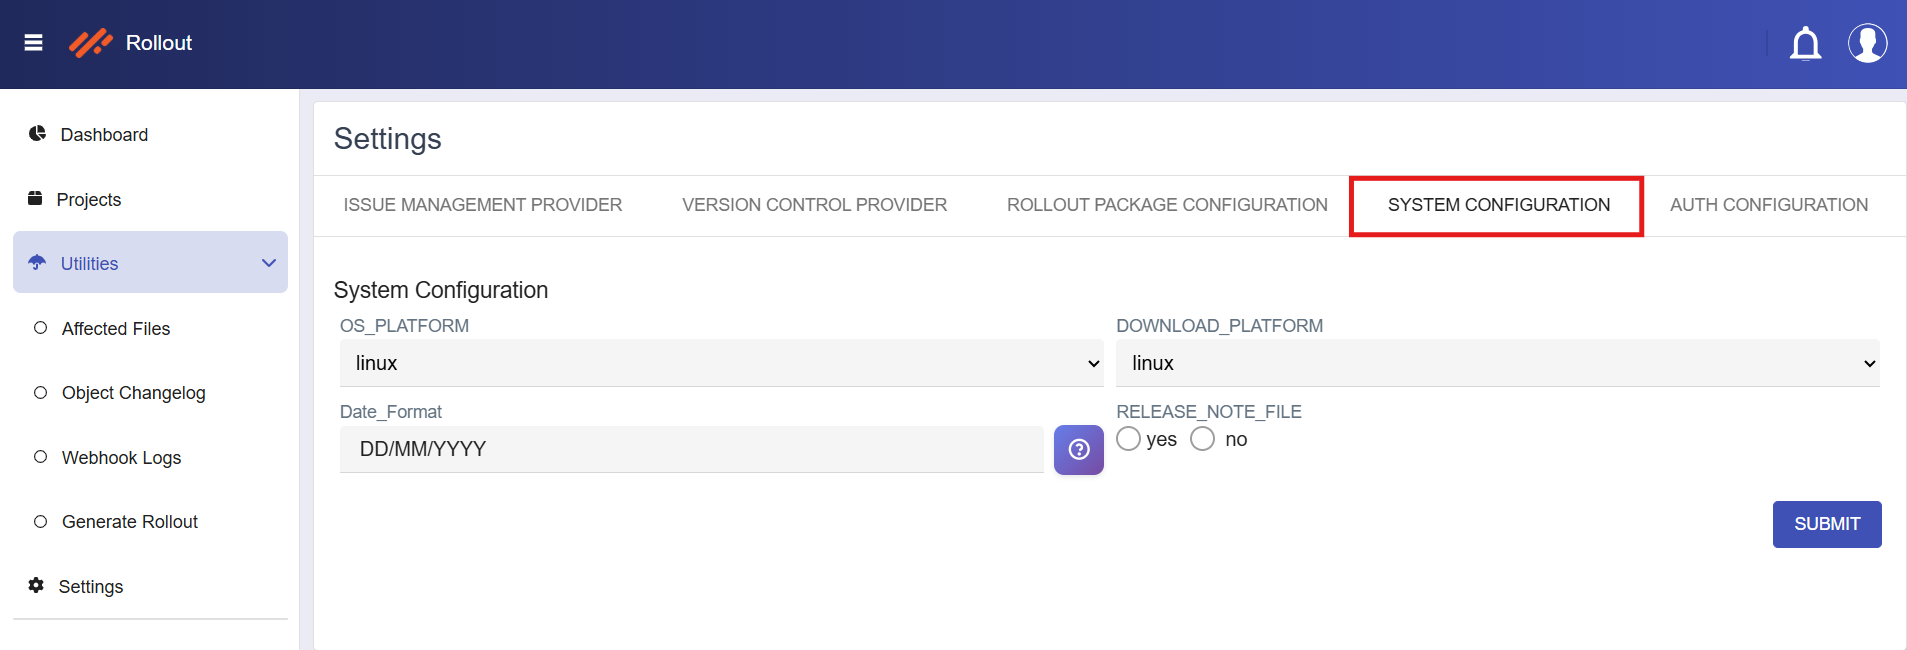 Rollout
Dashboard
Projects
Utilities
Affected Files
Object Changelog
Webhook Logs
Generate Rollout
Settings
Settings
ISSUE MANAGEMENT PROVIDER VERSION CONTROL PROVIDER ROLLOUT PACKAGE CONFIGURATION SYSTEM CONFIGURATION AUTH CONFIGURATION
System Configuration
OS_PLATFORM DOWNLOAD_PLATFORM
linux linux
Date_Format RELEASE_NOTE_FILE
DD/MM/YYYY ? yes no
SUBMIT